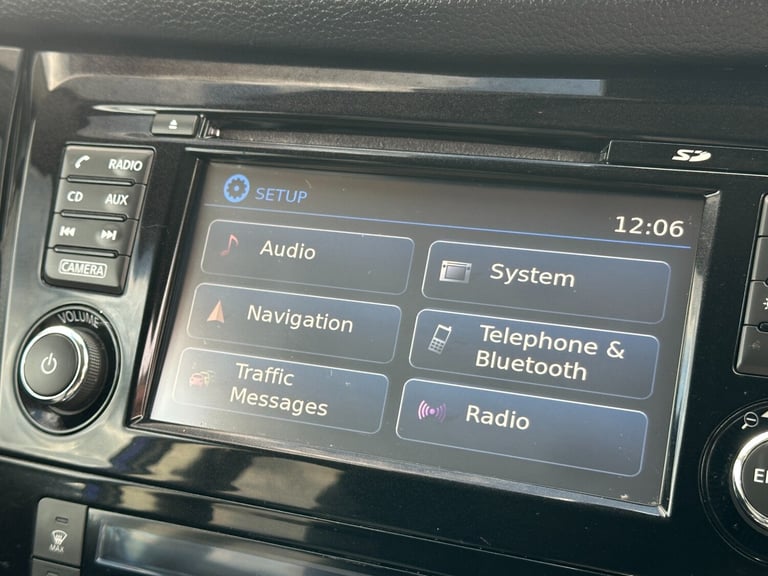 RADIO
CD AUX
CAMERA
VOLUME
SD
SETUP
12:06
Audio
System
Navigation
Telephone &
Bluetooth
Traffic
Messages
Radio
MAX